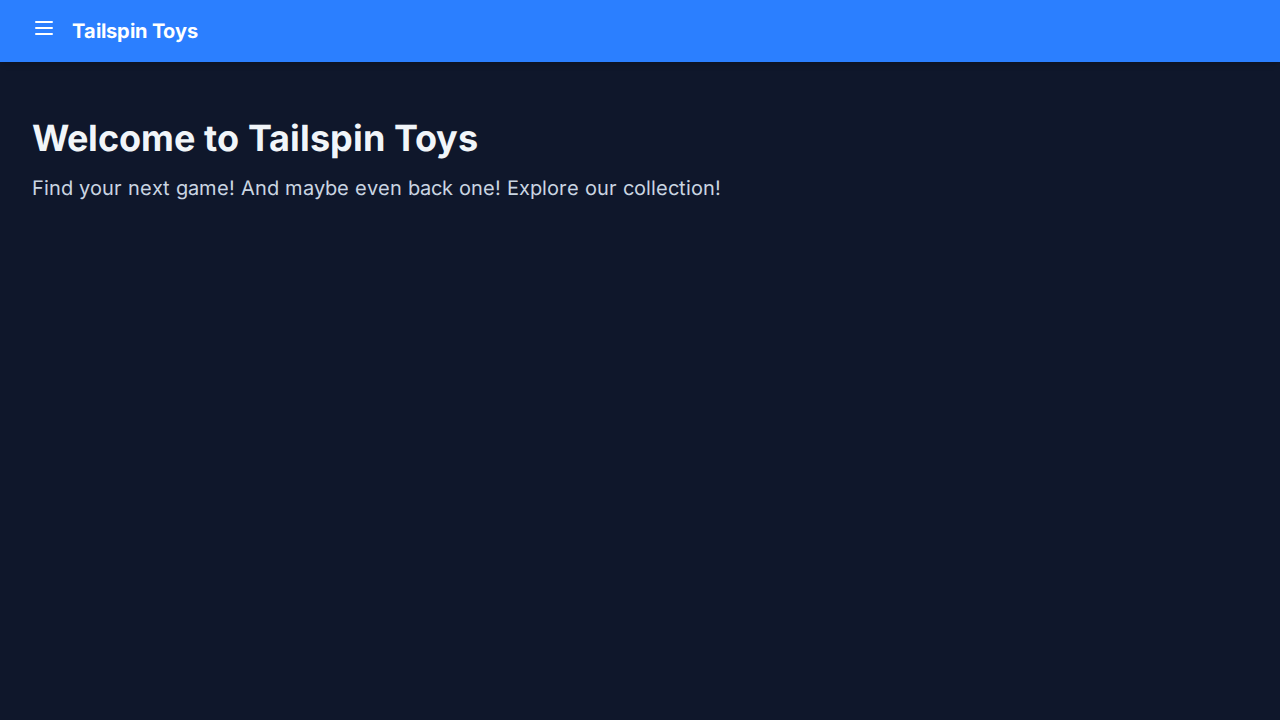 Tailspin Toys
Welcome to Tailspin Toys
Find your next game! And maybe even back one! Explore our collection!